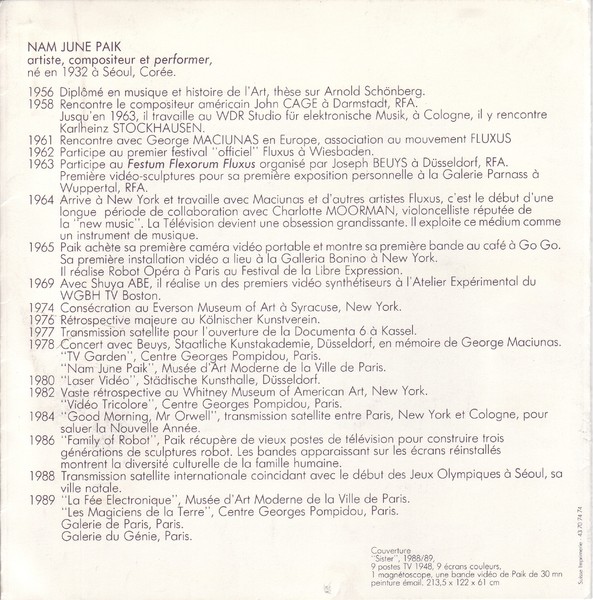 NAM JUNE PAIK
artiste, compositeur et performer,
né en 1932 à Séoul, Corée.
1956 Diplômé en musique et histoire de l'Art, thèse sur Arnold Schönberg.
1958 Rencontre le compositeur américain John CAGE à Darmstadt, RFA.
Jusqu'en 1963, il travaille au WDR Studio für elektronische Musik, à Cologne, il y rencontre
Karlheinz STOCKHAUSEN.
1961 Rencontre avec George MACIUNAS en Europe, association au mouvement FLUXUS
1962 Participe au premier festival "officiel" Fluxus à Wiesbaden.
1963 Participe au Festum Flexorum Fluxus organisé par Joseph BEUYS à Düsseldorf, RFA.
Première vidéo-sculptures pour sa première exposition personnelle à la Galerie Parnass à
Wuppertal, RFA.
1964 Arrive à New York et travaille avec Maciunas et d'autres artistes Fluxus, c'est le début d'une
longue période de collaboration avec Charlotte MOORMAN, violoncelliste réputée de
la "new music". La Télévision devient une obsession grandissante. Il exploite ce médium comme
un instrument de musique.
1965 Paik achète sa première caméra vidéo portable et montre sa première bande au café à Go Go.
Sa première installation vidéo a lieu à la Galleria Bonino à New York.
Il réalise Robot Opéra à Paris au Festival de la Libre Expression.
1969 Avec Shuya ABE, il réalise un des premiers vidéo synthétiseurs à l'Atelier Expérimental du
WGBH TV Boston.
1974 Consécration au Everson Museum of Art à Syracuse, New York.
1976 Rétrospective majeure au Kölnischer Kunstverein.
1977 Transmission satellite pour l'ouverture de la Documenta 6 à Kassel.
1978 Concert avec Beuys, Staatliche Kunstakademie, Düsseldorf, en mémoire de George Maciunas.
"TV Garden", Centre Georges Pompidou, Paris.
"Nam June Paik", Musée d'Art Moderne de la Ville de Paris.
1980 "Laser Vidéo", Städtische Kunsthalle, Düsseldorf.
1982 Vaste rétrospective au Whitney Museum of American Art, New York.
"Vidéo Tricolore", Centre Georges Pompidou, Paris.
1984 "Good Morning, Mr Orwell", transmission satellite entre Paris, New York et Cologne, pour
saluer la Nouvelle Année.
1986 "Family of Robot", Paik récupère de vieux postes de télévision pour construire trois
générations de sculptures robot. Les bandes apparaissant sur les écrans réinstallés
montrent la diversité culturelle de la famille humaine.
1988 Transmission satellite internationale coincidant avec le début des Jeux Olympiques à Séoul, sa
ville natale.
1989 "La Fée Electronique", Musée d'Art Moderne de la Ville de Paris.
"Les Magiciens de la Terre", Centre Georges Pompidou, Paris.
Galerie de Paris, Paris.
Galerie du Génie, Paris.
Couverture
"Sister", 1988/89,
9 postes TV 1948, 9 écrans couleurs,
1 magnétoscope, une bande vidéo de Paik de 30 mn
peinture émail. 213,5 x 122 x 61 cm
Suisse Imprimerie - 43 70 74 74